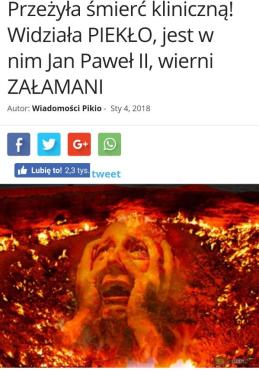 Przeżyła śmierć kliniczną!
Widziała PIEKŁO, jest w
nim Jan Paweł II, wierni
ZAŁAMANI
Autor: Wiadomości Pikio - Sty 4, 2018
Lubię to! 2,3 tys.
tweet